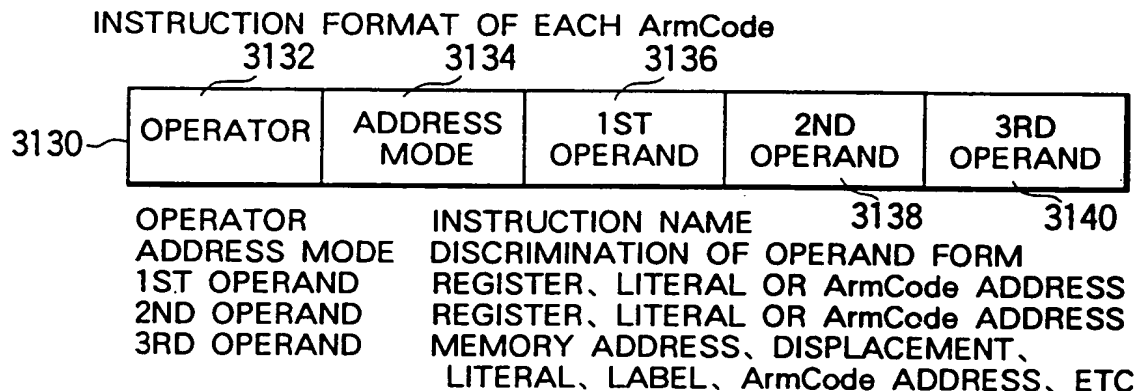 INSTRUCTION FORMAT OF EACH ArmCode
3132 3134 3136
3130
OPERATOR
ADDRESS MODE
1ST OPERAND
2ND OPERAND
3RD OPERAND
3138 3140
OPERATOR INSTRUCTION NAME
ADDRESS MODE DISCRIMINATION OF OPERAND FORM
1ST OPERAND REGISTER、LITERAL OR ArmCode ADDRESS
2ND OPERAND REGISTER、LITERAL OR ArmCode ADDRESS
3RD OPERAND MEMORY ADDRESS、DISPLACEMENT、
LITERAL、LABEL、ArmCode ADDRESS、ETC